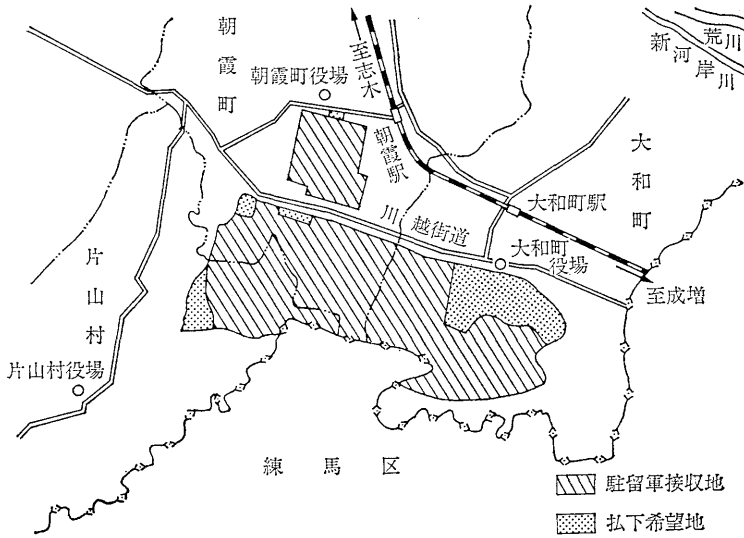 朝霞町
至志木
荒川
新河岸川
朝霞町役場
朝霞駅
大和町
大和町駅
川越街道
大和町
役場
至成増
片山村
片山村役場
練馬区
駐留軍接収地
払下希望地